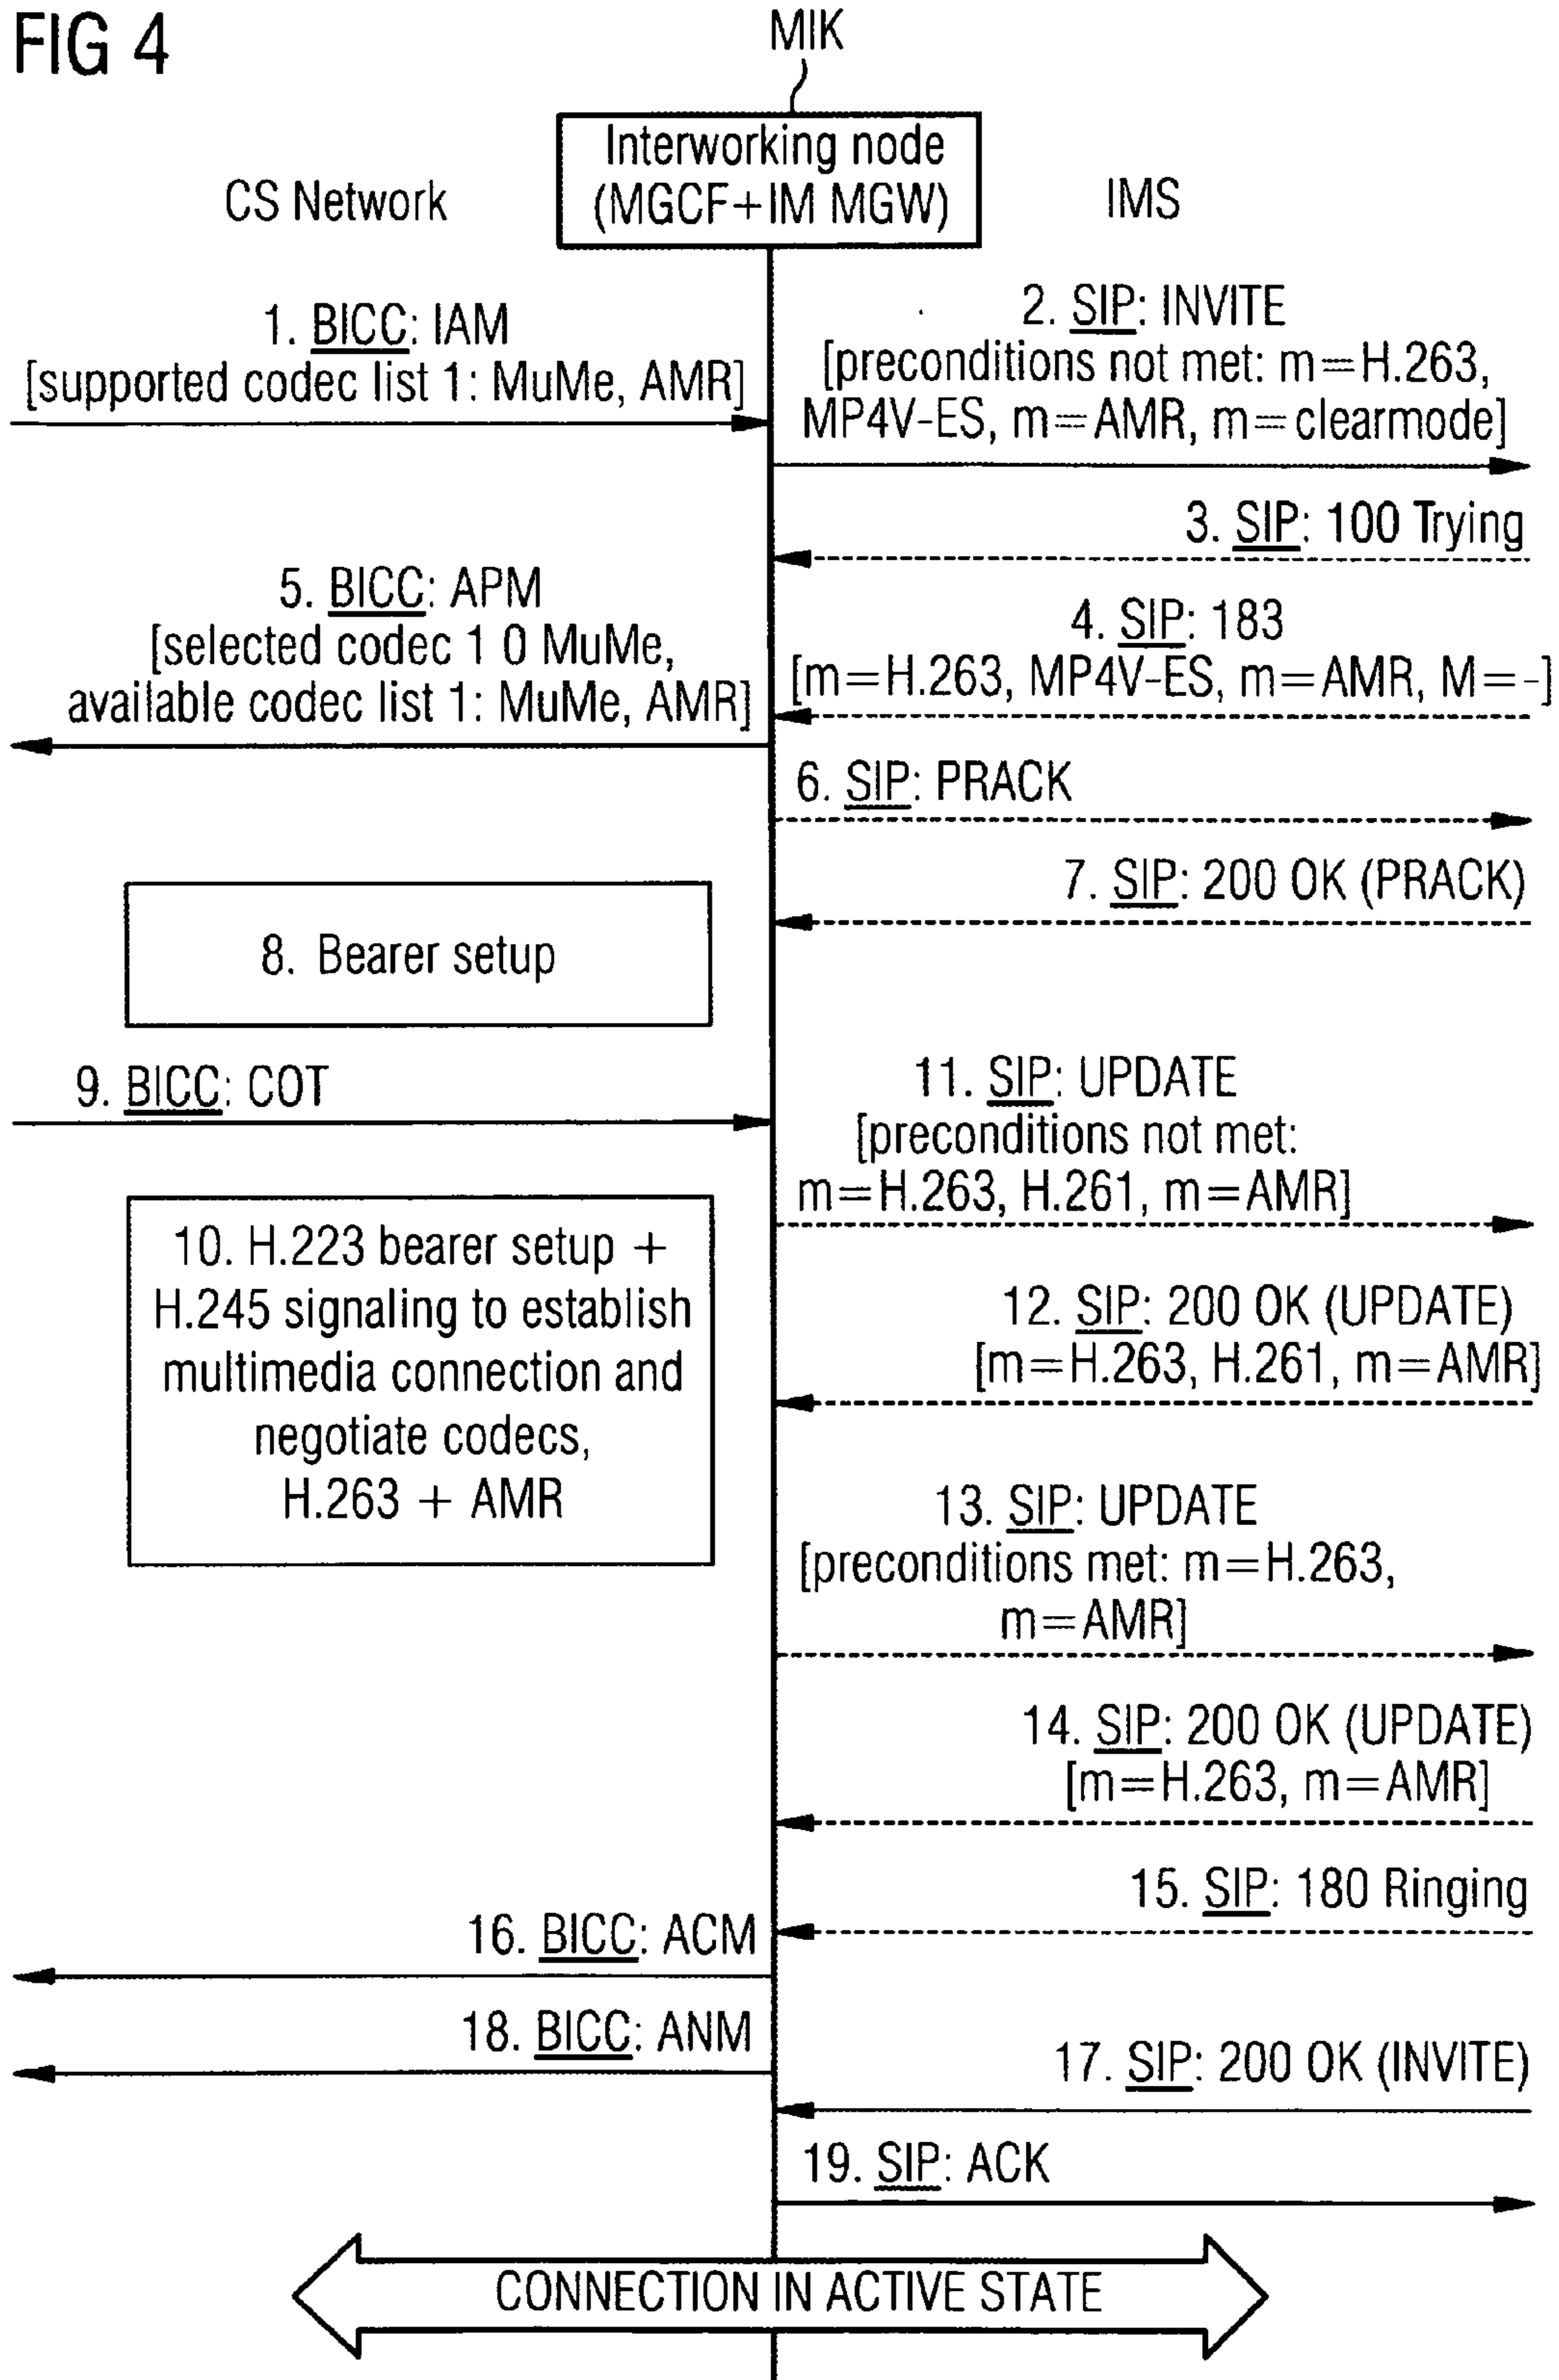 FIG 4
MIK
Interworking node
(MGCF+IM MGW)
CS Network
IMS
1. BICC: IAM
[supported codec list 1: MuMe, AMR]
2. SIP: INVITE
[preconditions not met: m=H.263,
MP4V-ES, m=AMR, m=clearmode]
3. SIP: 100 Trying
4. SIP: 183
[m=H.263, MP4V-ES, m=AMR, M=-]
5. BICC: APM
[selected codec 1 0 MuMe,
available codec list 1: MuMe, AMR]
6. SIP: PRACK
7. SIP: 200 OK (PRACK)
8. Bearer setup
9. BICC: COT
10. H.223 bearer setup +
H.245 signaling to establish
multimedia connection and
negotiate codecs,
H.263 + AMR
11. SIP: UPDATE
[preconditions not met:
m=H.263, H.261, m=AMR]
12. SIP: 200 OK (UPDATE)
[m=H.263, H.261, m=AMR]
13. SIP: UPDATE
[preconditions met: m=H.263,
m=AMR]
14. SIP: 200 OK (UPDATE)
[m=H.263, m=AMR]
15. SIP: 180 Ringing
16. BICC: ACM
18. BICC: ANM
17. SIP: 200 OK (INVITE)
19. SIP: ACK
CONNECTION IN ACTIVE STATE